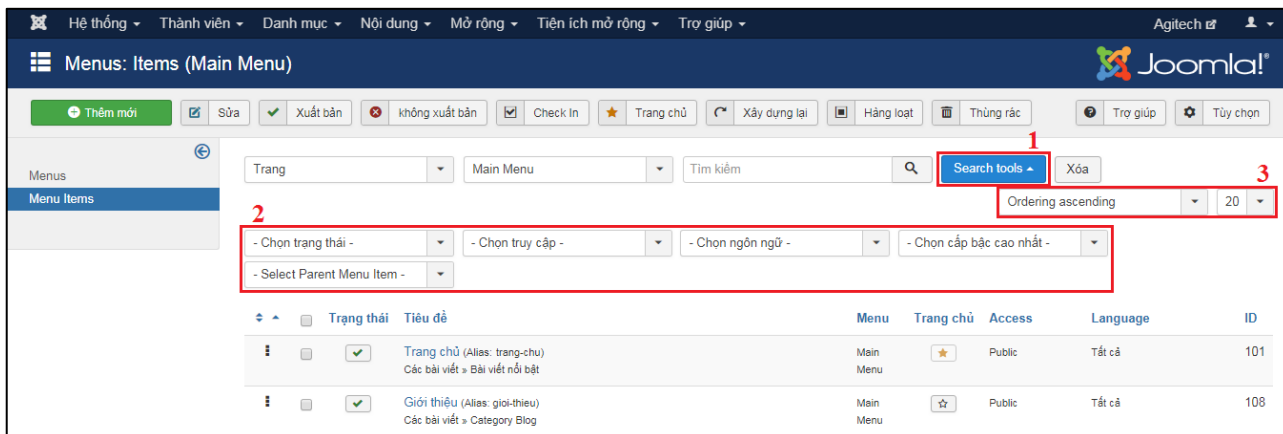 Hệ thống Thành viên Danh mục Nội dung Mở rộng Tiện ích mở rộng Trợ giúp Agitech
Menus: Items (Main Menu) Joomla!®
Thêm mới Sửa Xuất bản không xuất bản Check In Trang chủ Xây dựng lại Hàng loạt Thùng rác Trợ giúp Tùy chọn
1
Trang Main Menu Tìm kiếm Search tools Xóa
Menus 3
Menu Items Ordering ascending 20
2
- Chọn trạng thái - - Chọn truy cập - - Chọn ngôn ngữ - - Chọn cấp bậc cao nhất -
- Select Parent Menu Item -
Trạng thái Tiêu đề Menu Trang chủ Access Language ID
Trang chủ (Alias: trang-chu) Main Public Tất cả 101
Các bài viết » Bài viết nổi bật Menu
Giới thiệu (Alias: gioi-thieu) Main Public Tất cả 108
Các bài viết » Category Blog Menu